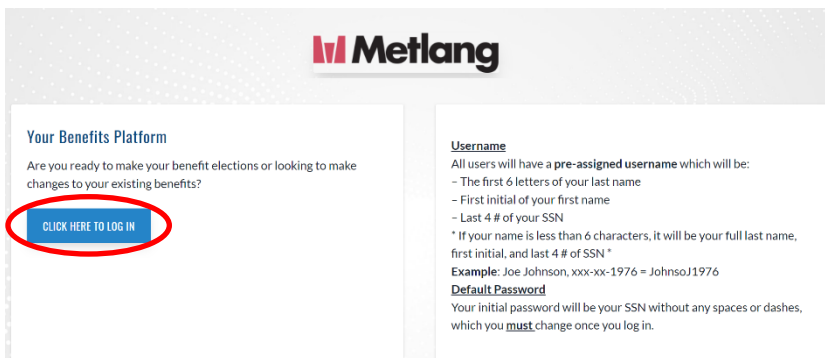 Metlang
Your Benefits Platform
Are you ready to make your benefit elections or looking to make
changes to your existing benefits?
CLICK HERE TO LOG IN
Username
All users will have a pre-assigned username which will be:
– The first 6 letters of your last name
– First initial of your first name
– Last 4 # of your SSN
* If your name is less than 6 characters, it will be your full last name,
first initial, and last 4 # of SSN *
Example: Joe Johnson, xxx-xx-1976 = JohnsoJ1976
Default Password
Your initial password will be your SSN without any spaces or dashes,
which you must change once you log in.